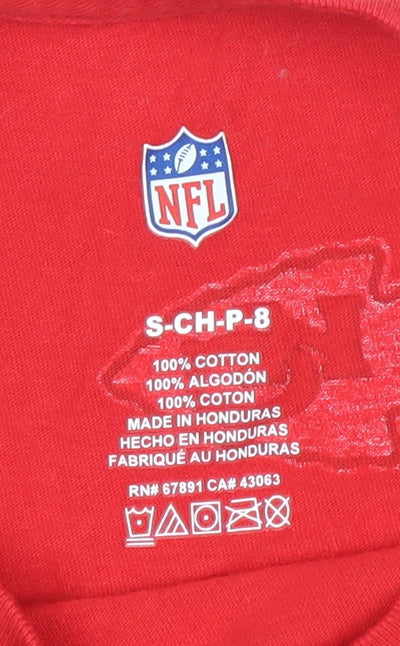 NFL
S-CH-P-8
100% COTTON
100% ALGODÓN
100% COTON
MADE IN HONDURAS
HECHO EN HONDURAS
FABRIQUÉ AU HONDURAS
RN# 67891 CA# 43063